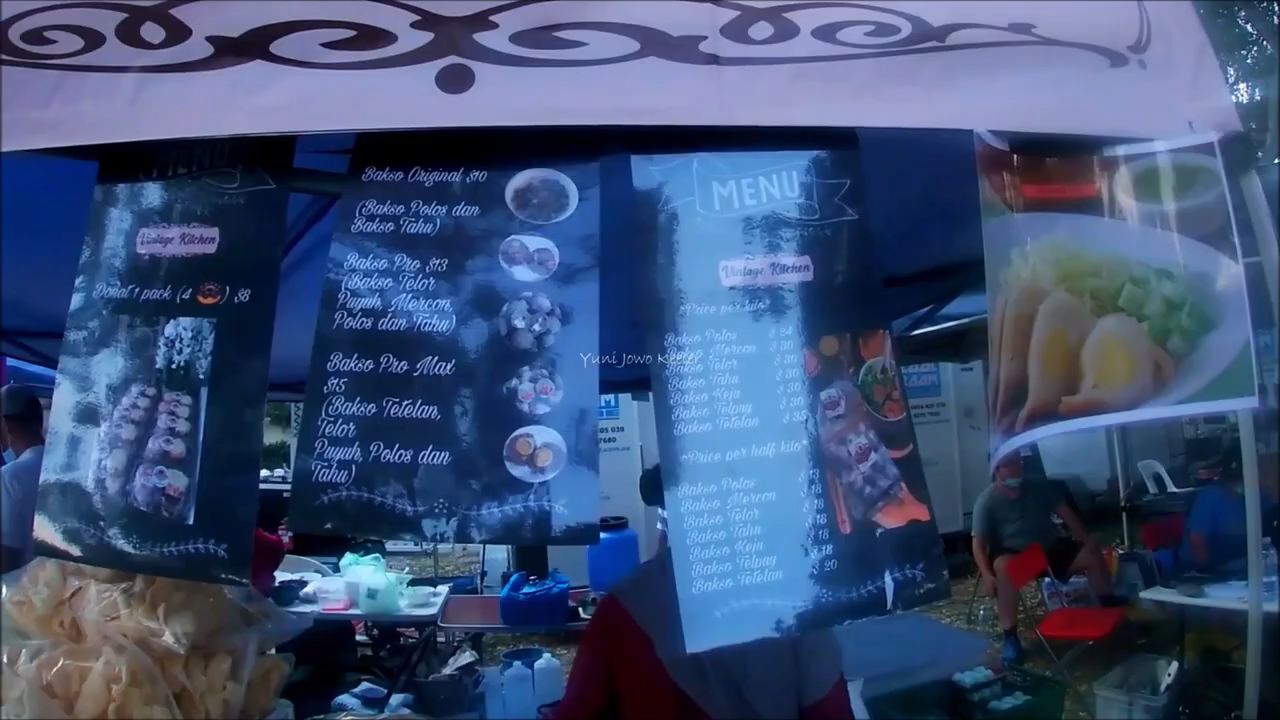 MENU
Vintage Kitchen
Donat 1 pack (4 ) $8
Bakso Original $10
(Bakso Polos dan
Bakso Tahu)
Bakso Pro $13
(Bakso Telor
Puyuh, Mercon,
Polos dan Tahu)
Bakso Pro Max
$15
(Bakso Tetelan,
Telor
Puyuh, Polos dan
Tahu)
MENU
Vintage Kitchen
*Price per kilo*
Bakso Polos $ 24
Bakso Mercon $ 30
Bakso Telor $ 30
Bakso Tahu $ 30
Bakso Keju $ 30
Bakso Telpuy $ 30
Bakso Tetelan $ 35
*Price per half kilo*
Bakso Polos $ 13
Bakso Mercon $ 18
Bakso Telor $ 18
Bakso Tahu $ 18
Bakso Keju $ 18
Bakso Telpuy $ 18
Bakso Tetelan $ 20
Yuni Jowo Keller